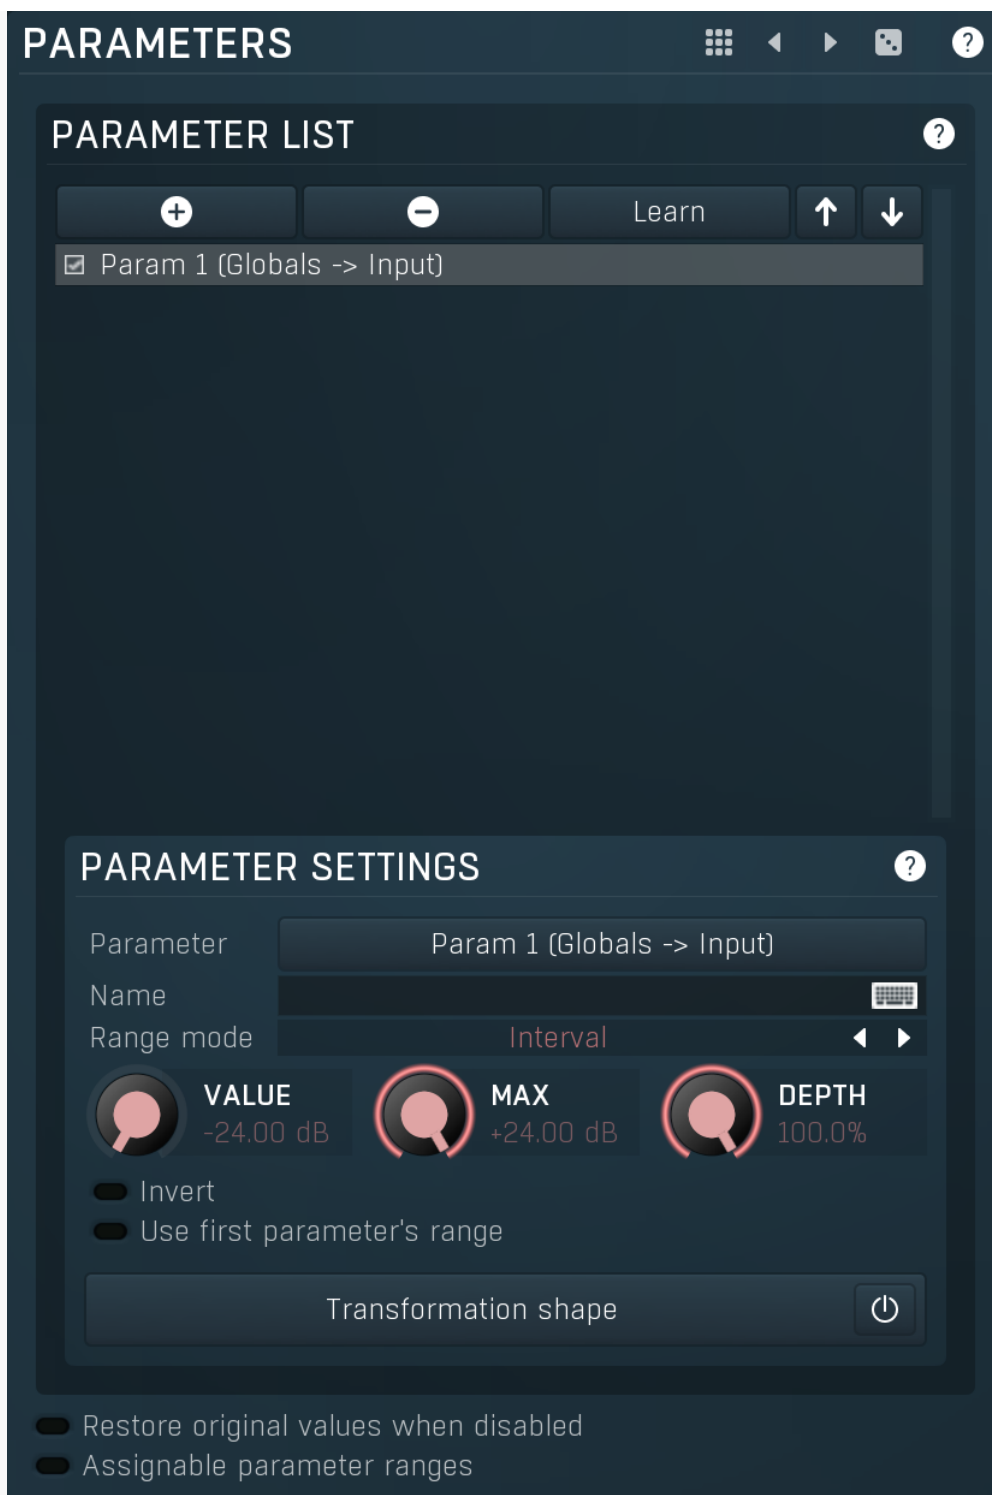 PARAMETERS
?
PARAMETER LIST
?
Learn
Param 1 (Globals -> Input)
PARAMETER SETTINGS
?
Parameter
Param 1 (Globals -> Input)
Name
Range mode
Interval
VALUE
-24.00 dB
MAX
+24.00 dB
DEPTH
100.0%
Invert
Use first parameter's range
Transformation shape
Restore original values when disabled
Assignable parameter ranges